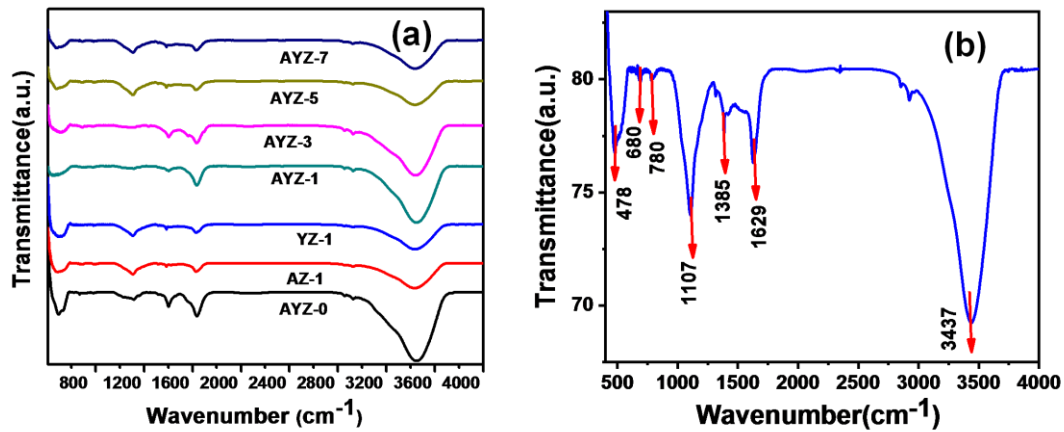 (a)
AYZ-7
AYZ-5
AYZ-3
AYZ-1
YZ-1
AZ-1
AYZ-0
Transmittance(a.u.)
800 1200 1600 2000 2800 3600 4000
Wavenumber (cm-1)
(b)
80
75
70
Transmittance(a.u.)
478
680
780
1107
1385
1629
3437
500 1000 1500 2000 2500 3000 3500 4000
Wavenumber(cm-1)